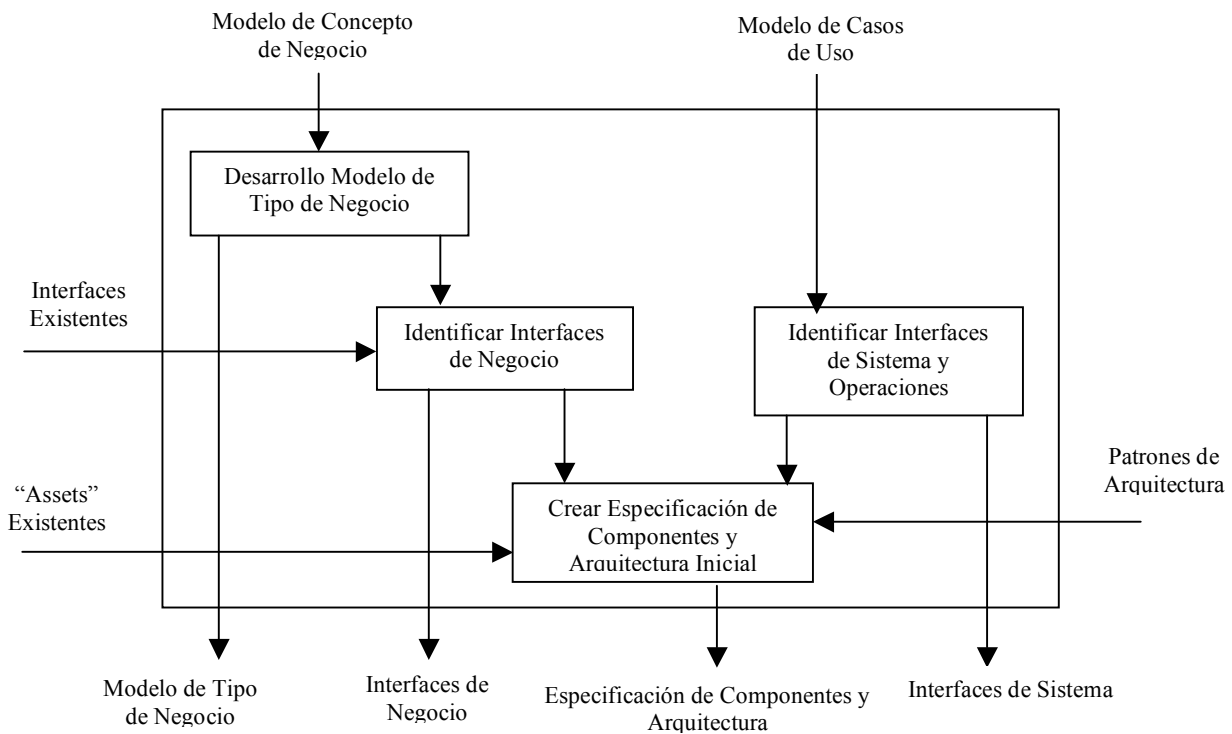 Modelo de Concepto
de Negocio
Modelo de Casos
de Uso
Desarrollo Modelo de
Tipo de Negocio
Interfaces
Existentes
Identificar Interfaces
de Negocio
Identificar Interfaces
de Sistema y
Operaciones
“Assets”
Existentes
Patrones de
Arquitectura
Crear Especificación de
Componentes y
Arquitectura Inicial
Modelo de Tipo
de Negocio
Interfaces de
Negocio
Especificación de Componentes y
Arquitectura
Interfaces de Sistema